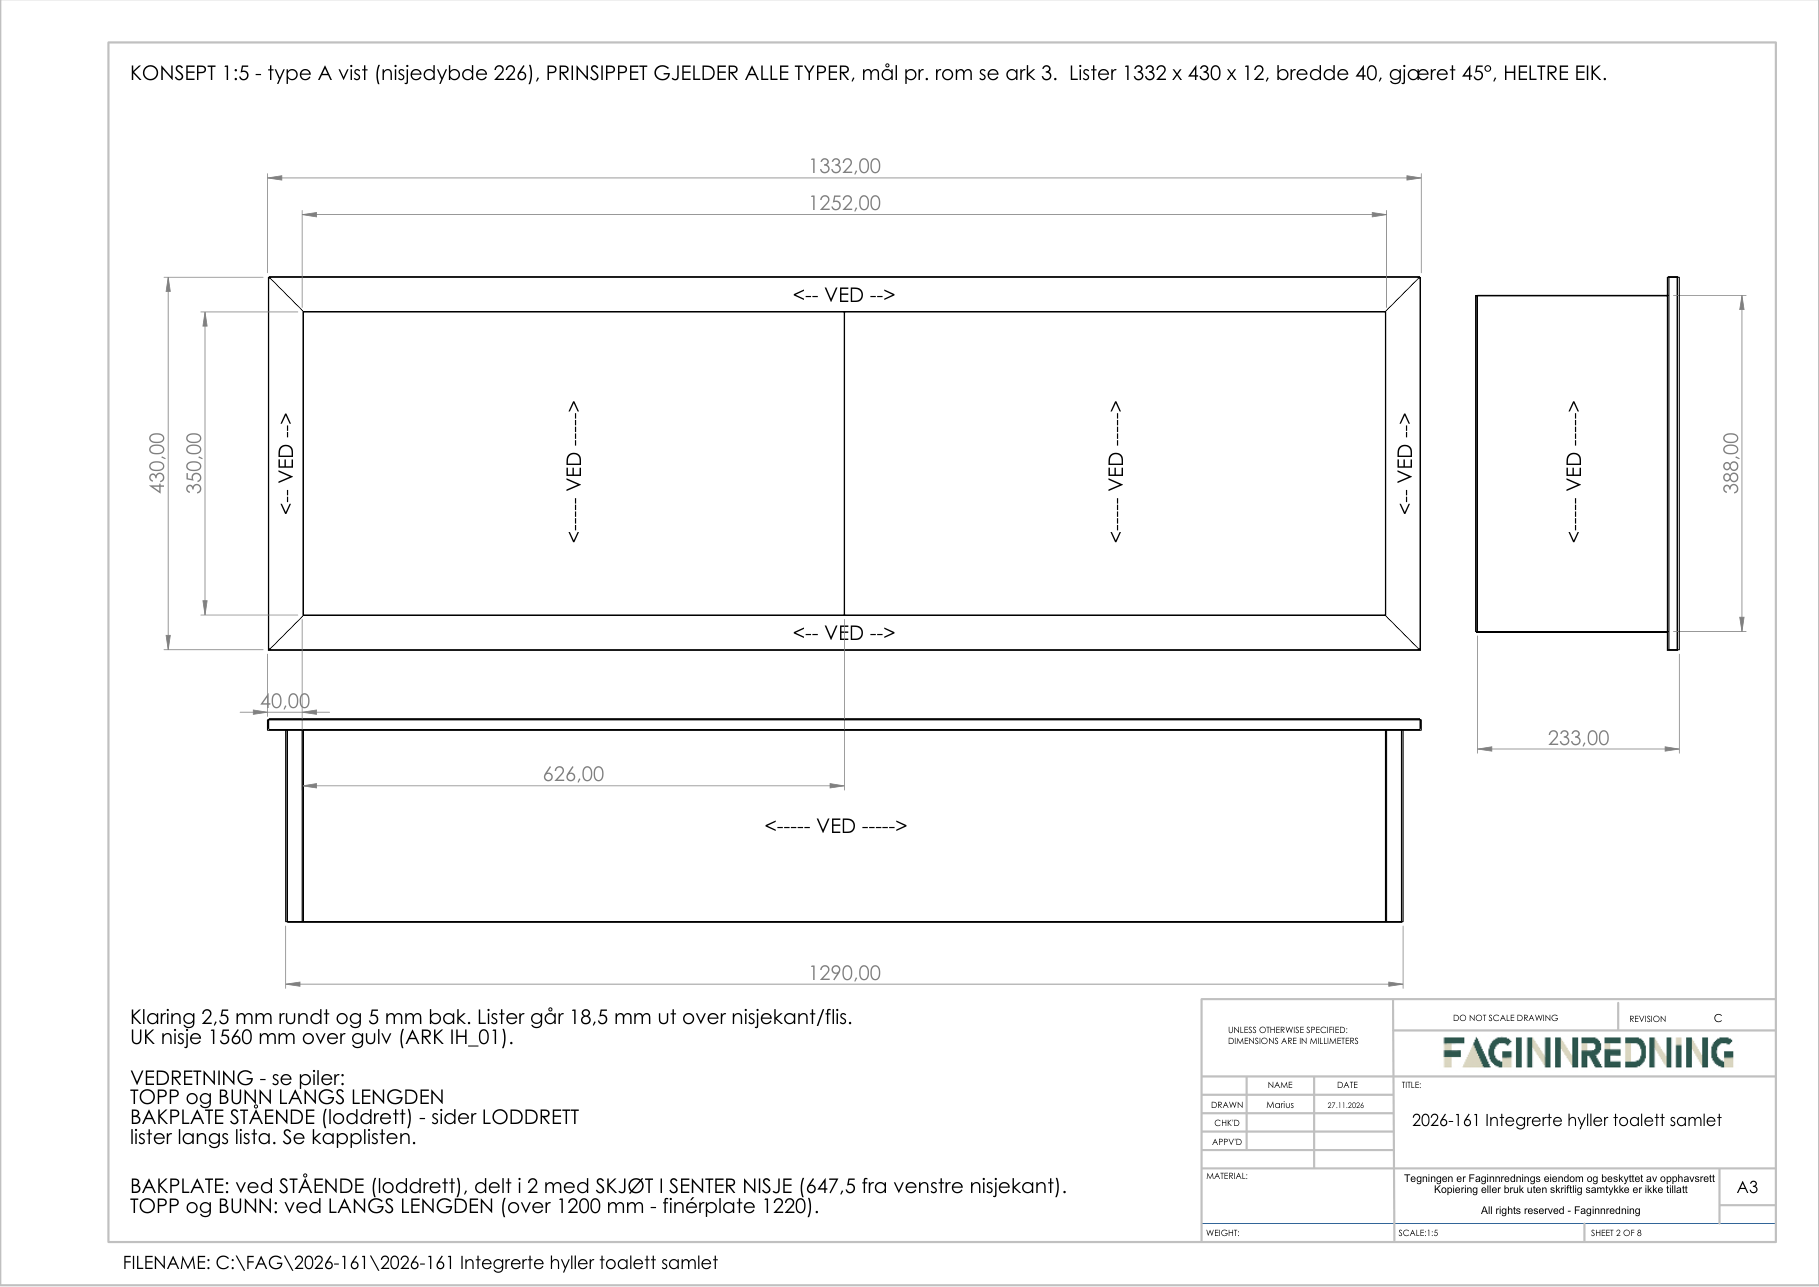 KONSEPT 1:5 - type A vist (nisjedybde 226), PRINSIPPET GJELDER ALLE TYPER, mål pr. rom se ark 3.  Lister 1332 x 430 x 12, bredde 40, gjæret 45°, HELTRE EIK.
1332,00
1252,00
<-- VED -->
430,00
350,00
<-- VED -->
<----- VED ----->
<----- VED ----->
<-- VED -->
<----- VED ----->
388,00
<-- VED -->
40,00
233,00
626,00
<----- VED ----->
1290,00
Klaring 2,5 mm rundt og 5 mm bak. Lister går 18,5 mm ut over nisjekant/flis.
UK nisje 1560 mm over gulv (ARK IH_01).
VEDRETNING - se piler:
TOPP og BUNN LANGS LENGDEN
BAKPLATE STÅENDE (loddrett) - sider LODDRETT
lister langs lista. Se kapplisten.
BAKPLATE: ved STÅENDE (loddrett), delt i 2 med SKJØT I SENTER NISJE (647,5 fra venstre nisjekant).
TOPP og BUNN: ved LANGS LENGDEN (over 1200 mm - finérplate 1220).
UNLESS OTHERWISE SPECIFIED:
DIMENSIONS ARE IN MILLIMETERS
DO NOT SCALE DRAWING
REVISION C
FAGINNREDNING
NAME DATE
DRAWN Marius 27.11.2026
CHK'D
APPV'D
TITLE:
2026-161 Integrerte hyller toalett samlet
MATERIAL:
Tegningen er Faginnrednings eiendom og beskyttet av opphavsrett
Kopiering eller bruk uten skriftlig samtykke er ikke tillatt
All rights reserved - Faginnredning
A3
WEIGHT:
SCALE:1:5
SHEET 2 OF 8
FILENAME: C:\FAG\2026-161\2026-161 Integrerte hyller toalett samlet